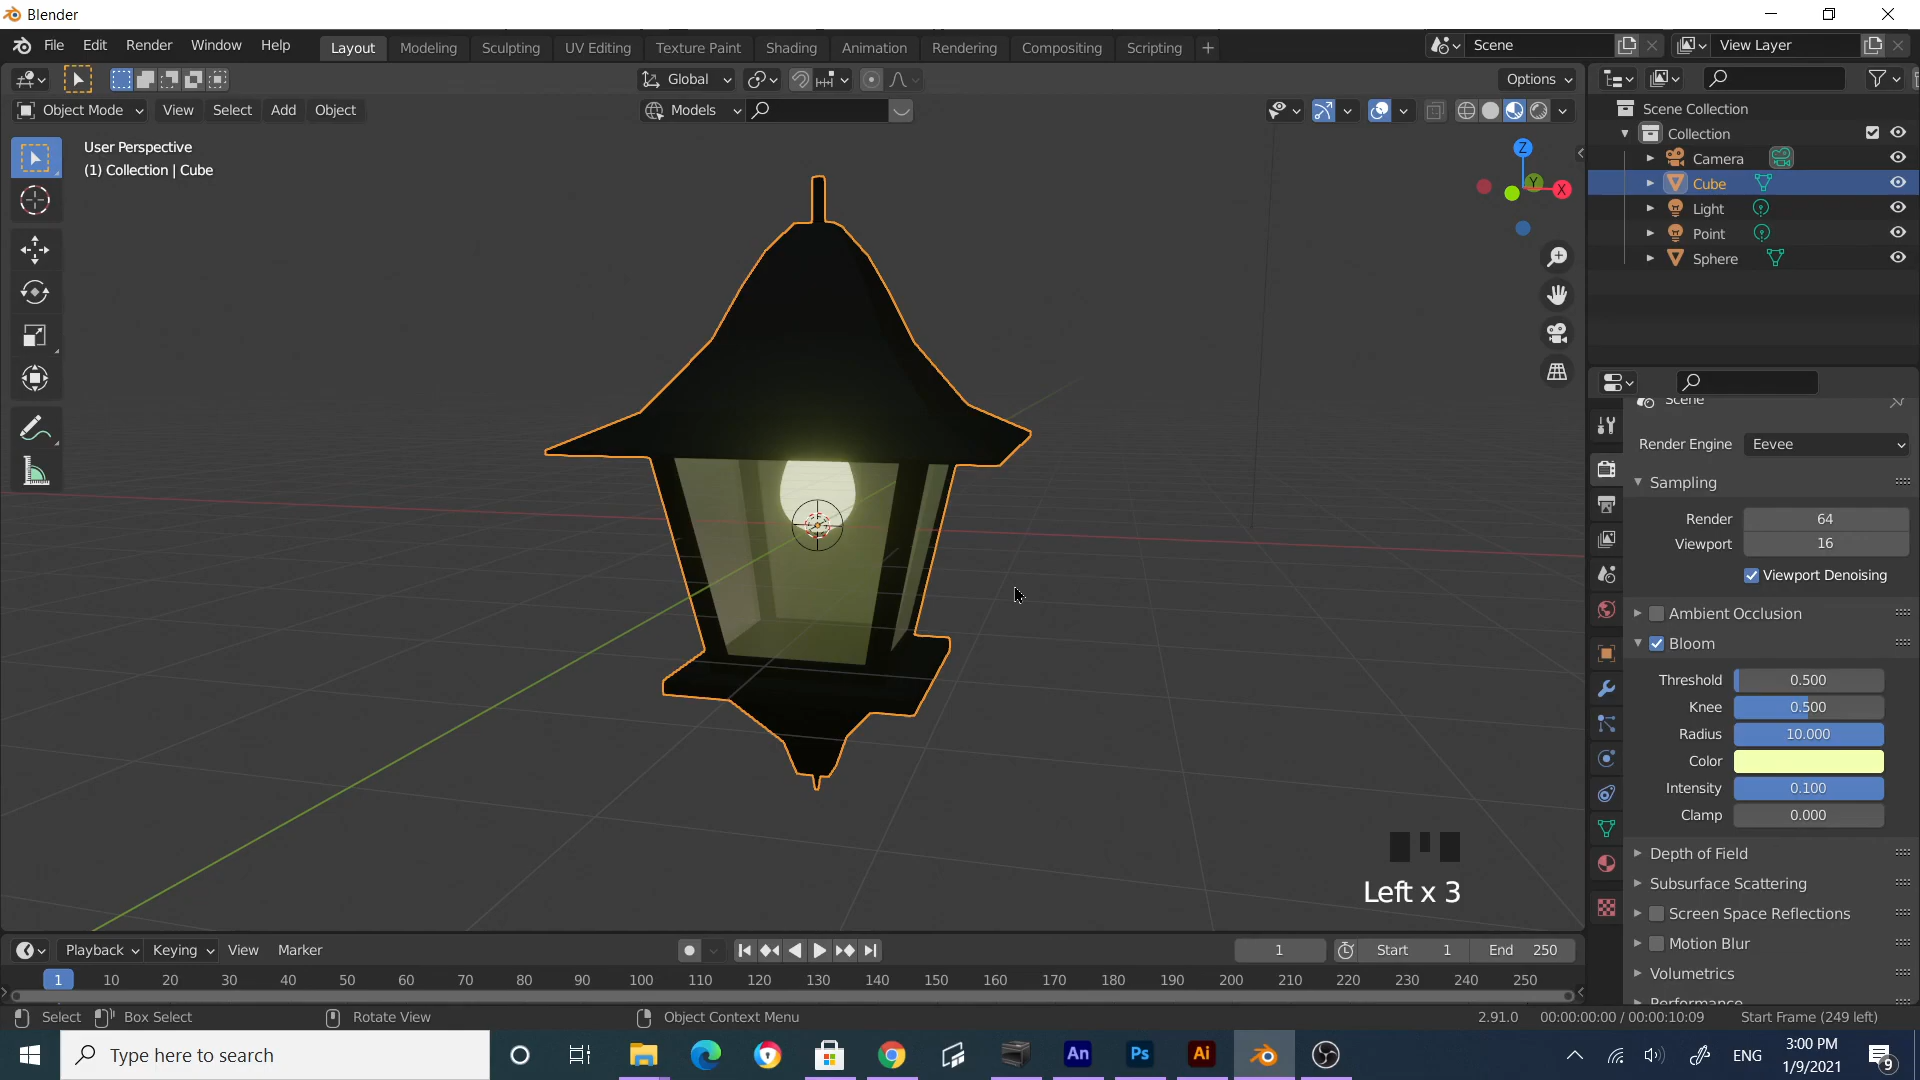 Blender
File Edit Render Window Help
Layout Modeling Sculpting UV Editing Texture Paint Shading Animation Rendering Compositing Scripting +
Scene
View Layer
Global
Options
Object Mode View Select Add Object
Models
User Perspective
(1) Collection | Cube
Z
Y
X
Scene Collection
Collection
Camera
Cube
Light
Point
Sphere
Scene
Render Engine Eevee
Sampling
Render 64
Viewport 16
Viewport Denoising
Ambient Occlusion
Bloom
Threshold 0.500
Knee 0.500
Radius 10.000
Color
Intensity 0.100
Clamp 0.000
Depth of Field
Subsurface Scattering
Screen Space Reflections
Motion Blur
Volumetrics
Performance
Left x 3
Playback Keying View Marker
1 Start 1 End 250
1 10 20 30 40 50 60 70 80 90 100 110 120 130 140 150 160 170 180 190 200 210 220 230 240 250
Select Box Select Rotate View Object Context Menu
2.91.0 00:00:00:00 / 00:00:10:09 Start Frame (249 left)
Type here to search
An
Ps
Ai
ENG
3:00 PM
1/9/2021
9